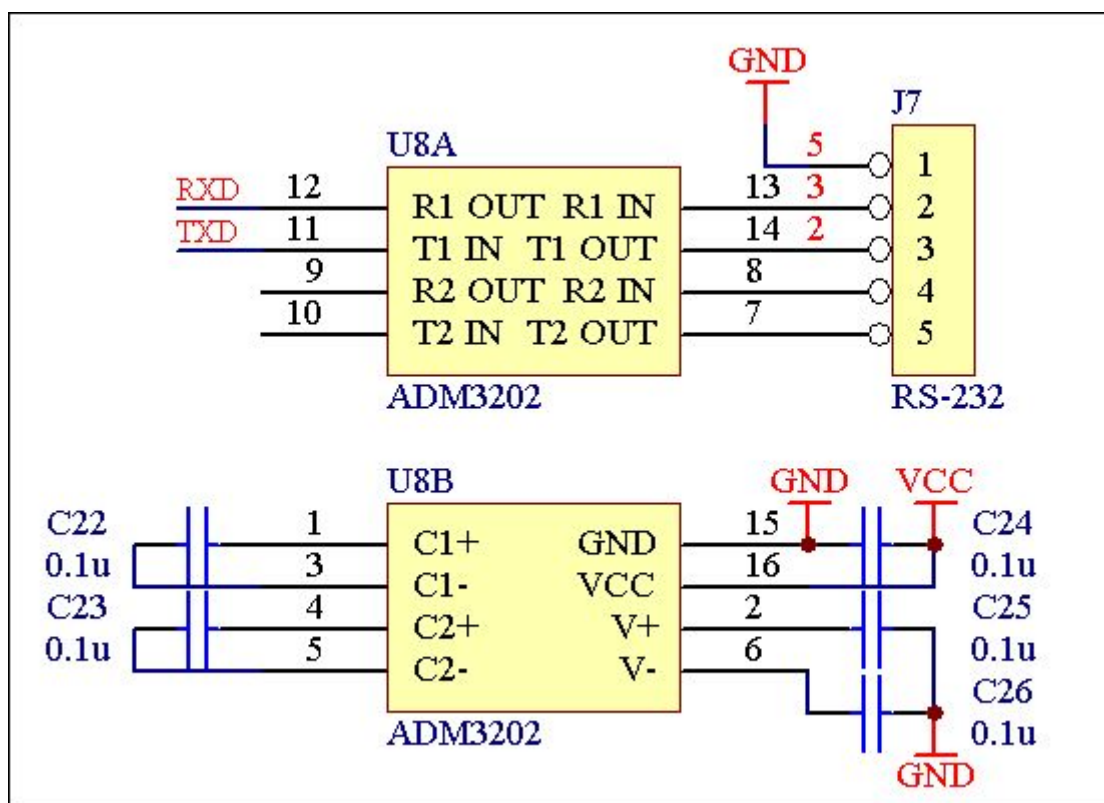 GND
J7
U8A
5
1
RXD 12 R1 OUT R1 IN 13 3 2
TXD 11 T1 IN T1 OUT 14 2 3
9 R2 OUT R2 IN 8 4
10 T2 IN T2 OUT 7 5
ADM3202 RS-232
U8B GND VCC
C22 1 C1+ GND 15 C24
0.1u 3 C1- VCC 16 0.1u
C23 4 C2+ V+ 2 C25
0.1u 5 C2- V- 6 0.1u
C26
ADM3202 0.1u
GND